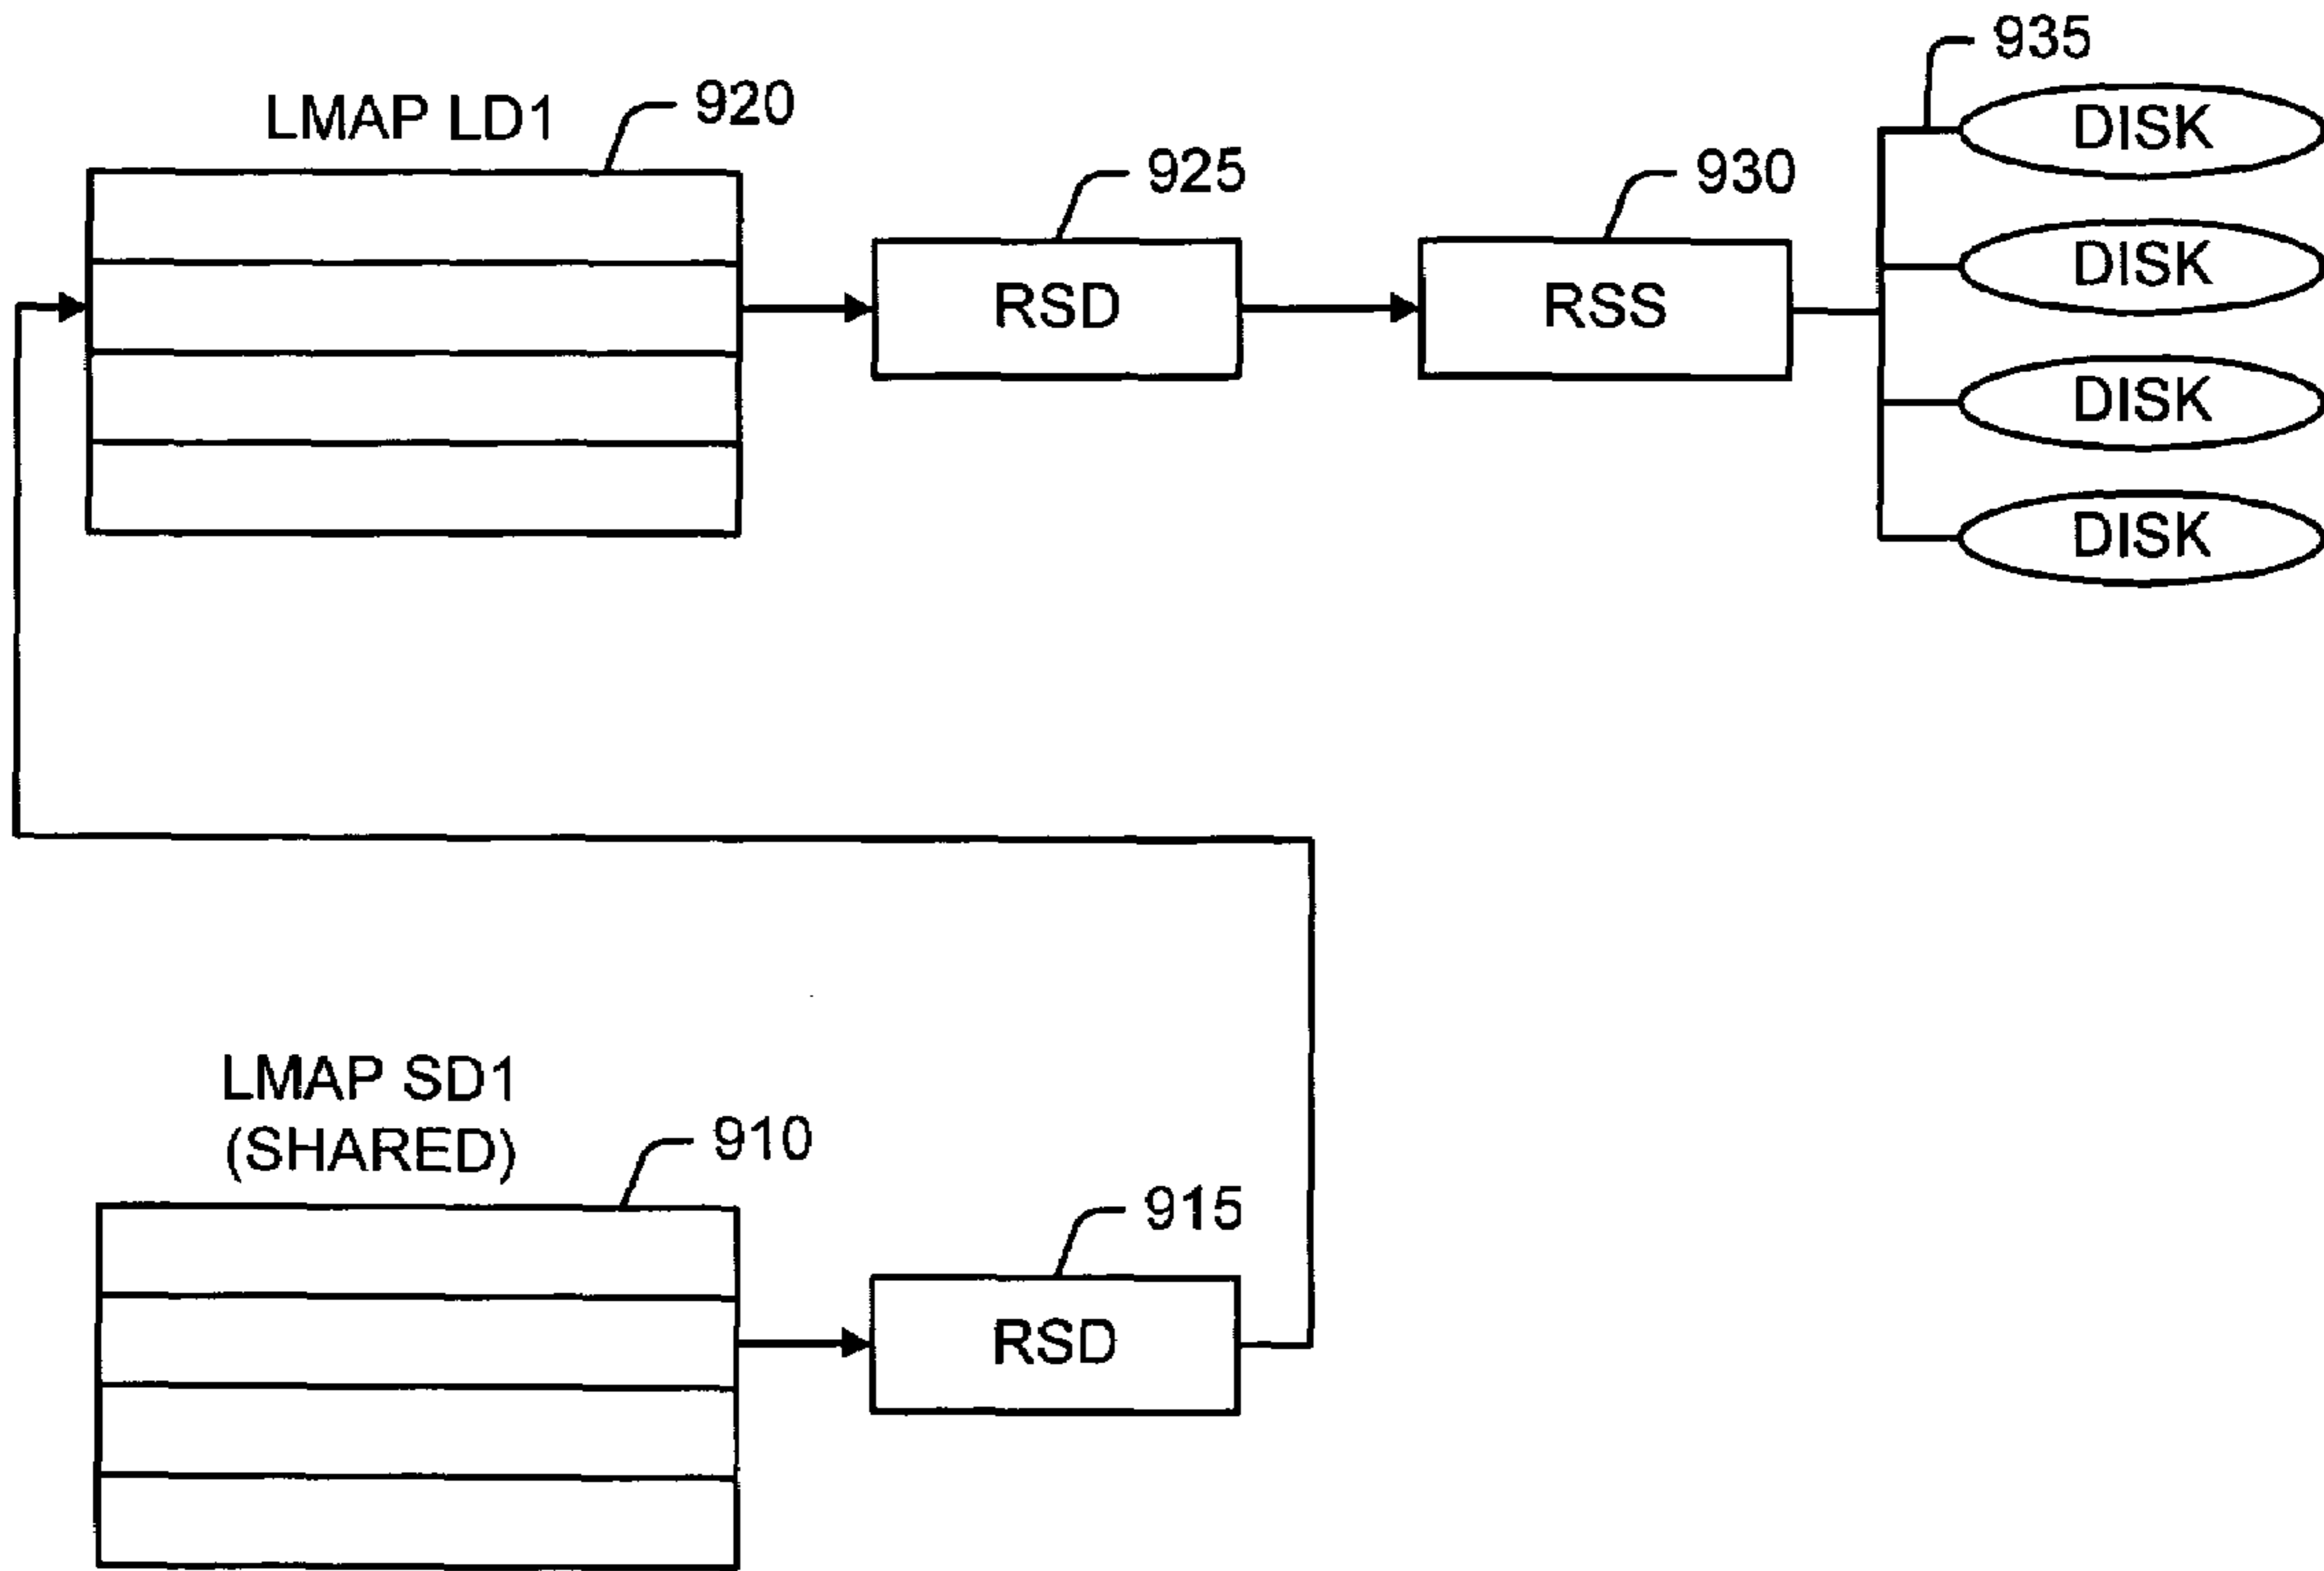 935
DISK
LMAP LD1
920
925
930
DISK
RSD
RSS
DISK
DISK
LMAP SD1
(SHARED)
910
915
RSD